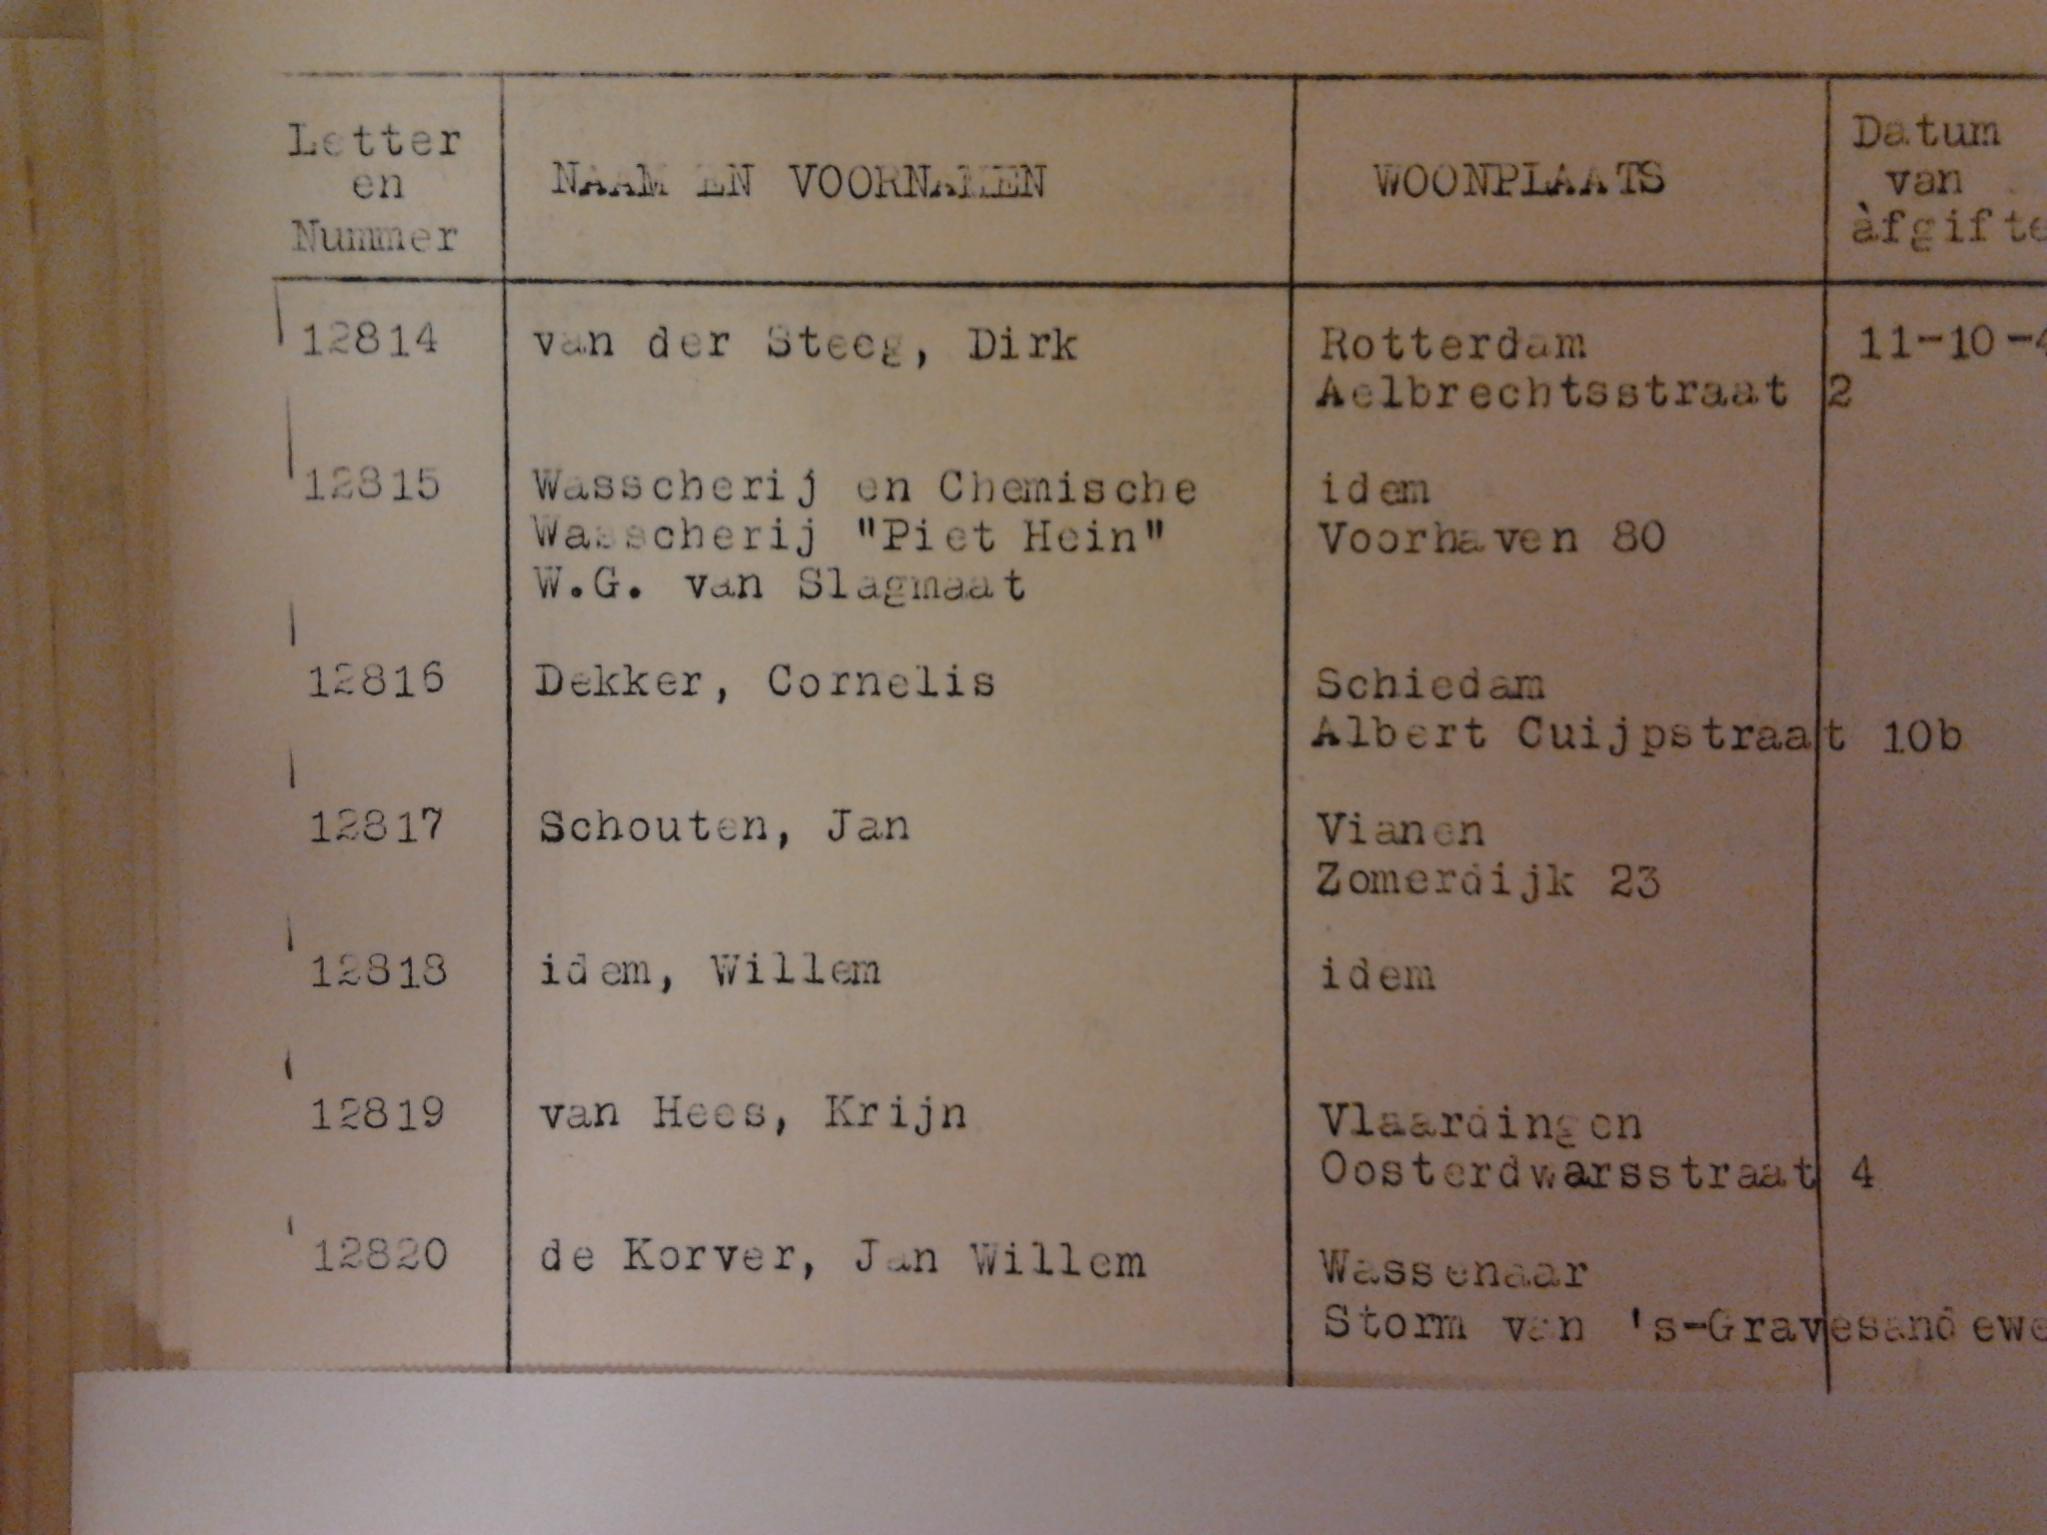 Letter
en
Nummer
NAAM EN VOORNAMEN
WOONPLAATS
Datum
van
àfgifte
12814 van der Steeg, Dirk Rotterdam 11-10-4
Aelbrechtsstraat 2
12815 Wasscherij en Chemische idem
Wasscherij "Piet Hein" Voorhaven 80
W.G. van Slagmaat
12816 Dekker, Cornelis Schiedam
Albert Cuijpstraat 10b
12817 Schouten, Jan Vianen
Zomerdijk 23
12818 idem, Willem idem
12819 van Hees, Krijn Vlaardingen
Oosterdwarsstraat 4
12820 de Korver, Jan Willem Wassenaar
Storm van 's-Gravesandewe